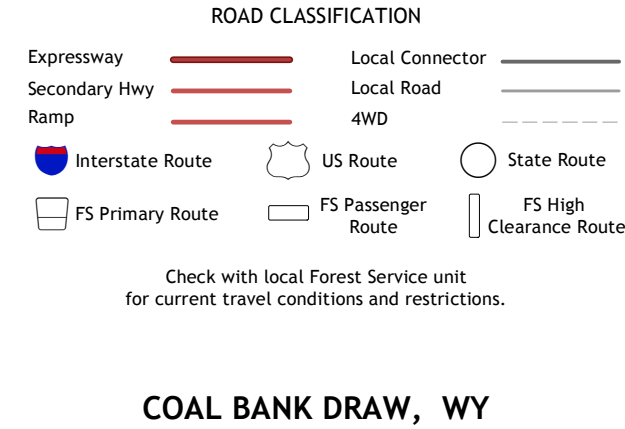 ROAD CLASSIFICATION
Expressway
Local Connector
Secondary Hwy
Local Road
Ramp
4WD
Interstate Route
US Route
State Route
FS Primary Route
FS Passenger
Route
FS High
Clearance Route
Check with local Forest Service unit
for current travel conditions and restrictions.
COAL BANK DRAW, WY